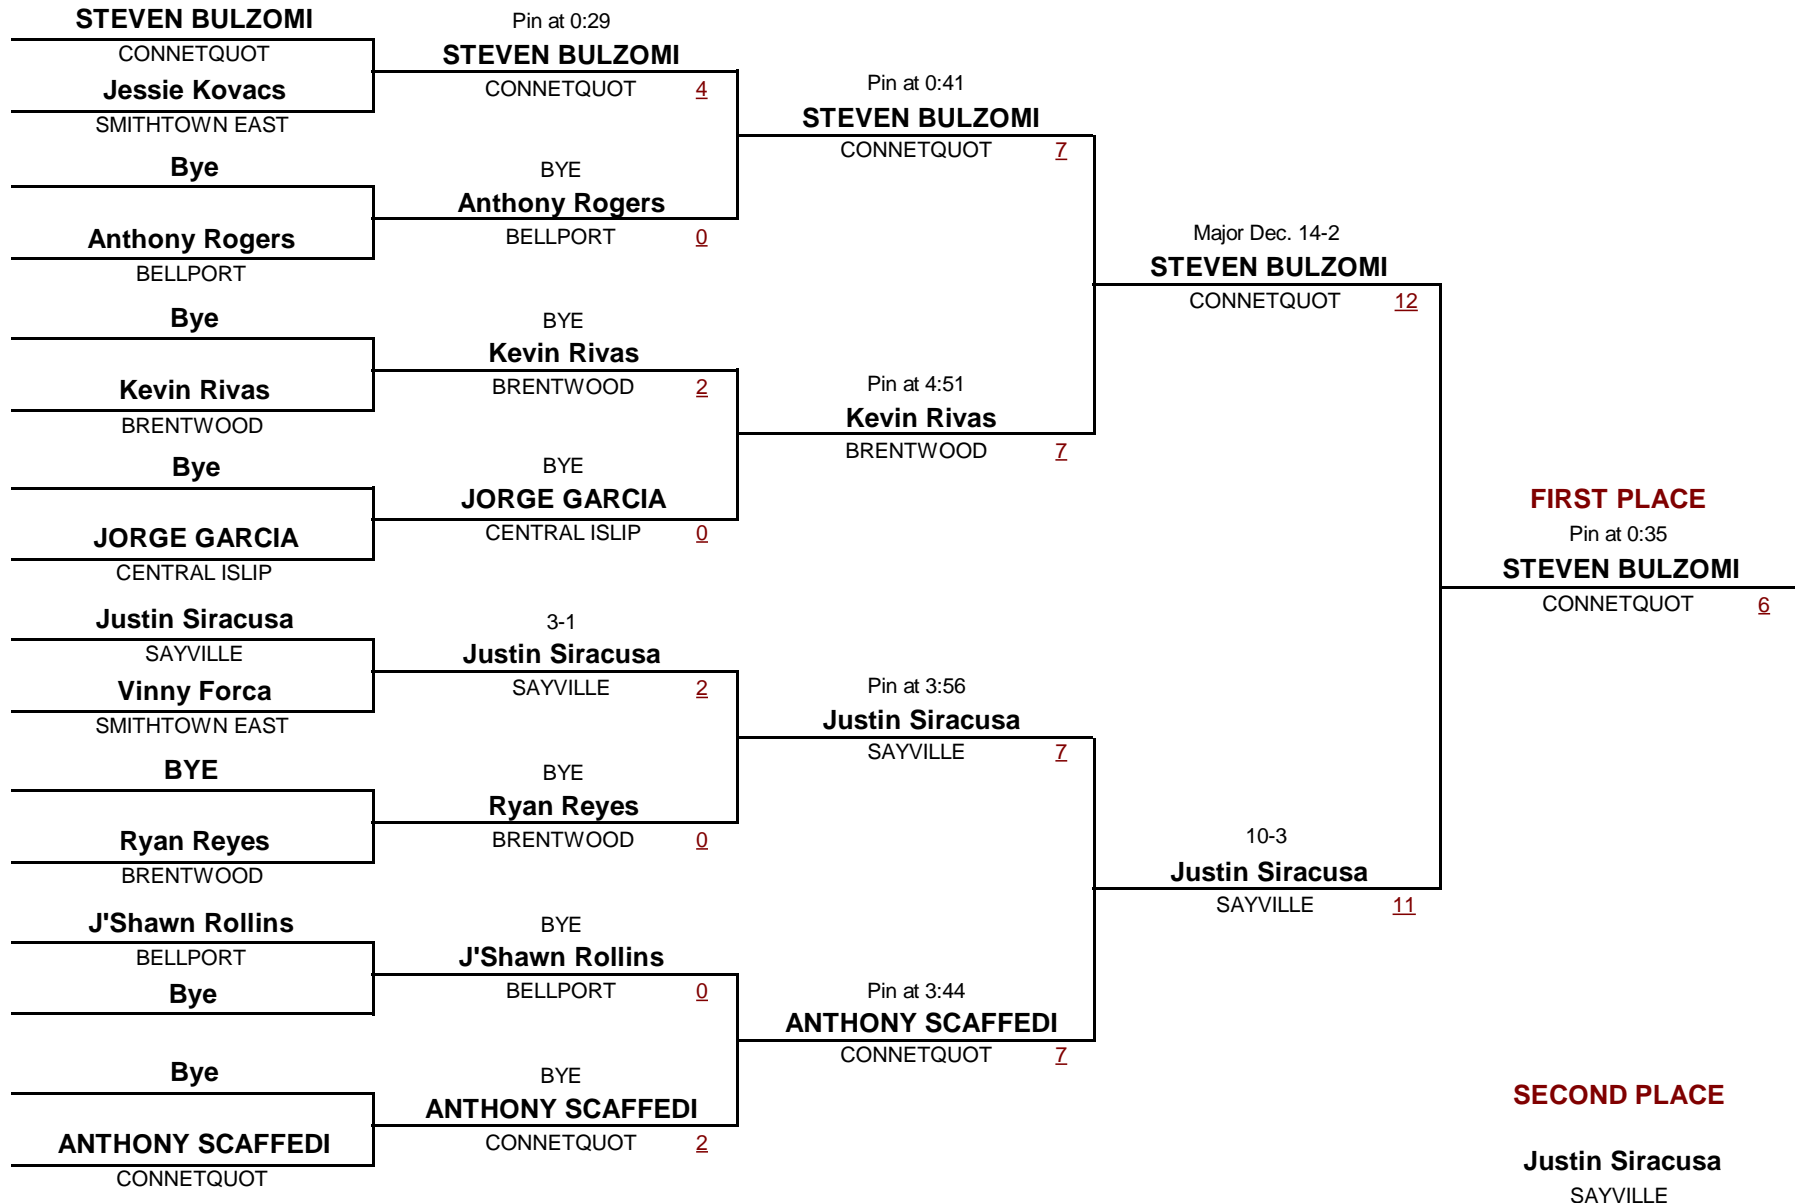 STEVEN BULZOMI
CONNETQUOT
Jessie Kovacs
SMITHTOWN EAST
Bye
Anthony Rogers
BELLPORT
Bye
Kevin Rivas
BRENTWOOD
Bye
JORGE GARCIA
CENTRAL ISLIP
Justin Siracusa
SAYVILLE
Vinny Forca
SMITHTOWN EAST
BYE
Ryan Reyes
BRENTWOOD
J'Shawn Rollins
BELLPORT
Bye
Bye
ANTHONY SCAFFEDI
CONNETQUOT
Pin at 0:29
STEVEN BULZOMI
CONNETQUOT 4
BYE
Anthony Rogers
BELLPORT 0
BYE
Kevin Rivas
BRENTWOOD 2
BYE
JORGE GARCIA
CENTRAL ISLIP 0
3-1
Justin Siracusa
SAYVILLE 2
BYE
Ryan Reyes
BRENTWOOD 0
BYE
J'Shawn Rollins
BELLPORT 0
BYE
ANTHONY SCAFFEDI
CONNETQUOT 2
Pin at 0:41
STEVEN BULZOMI
CONNETQUOT 7
Pin at 4:51
Kevin Rivas
BRENTWOOD 7
Pin at 3:56
Justin Siracusa
SAYVILLE 7
Pin at 3:44
ANTHONY SCAFFEDI
CONNETQUOT 7
Major Dec. 14-2
STEVEN BULZOMI
CONNETQUOT 12
10-3
Justin Siracusa
SAYVILLE 11
FIRST PLACE
Pin at 0:35
STEVEN BULZOMI
CONNETQUOT 6
SECOND PLACE
Justin Siracusa
SAYVILLE